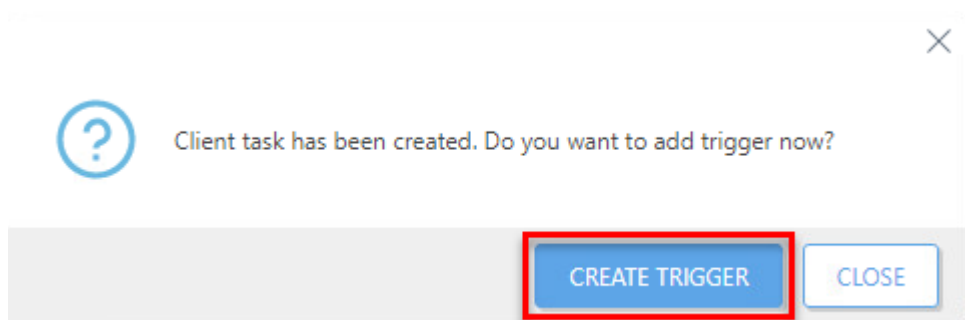 Client task has been created. Do you want to add trigger now?
CREATE TRIGGER
CLOSE